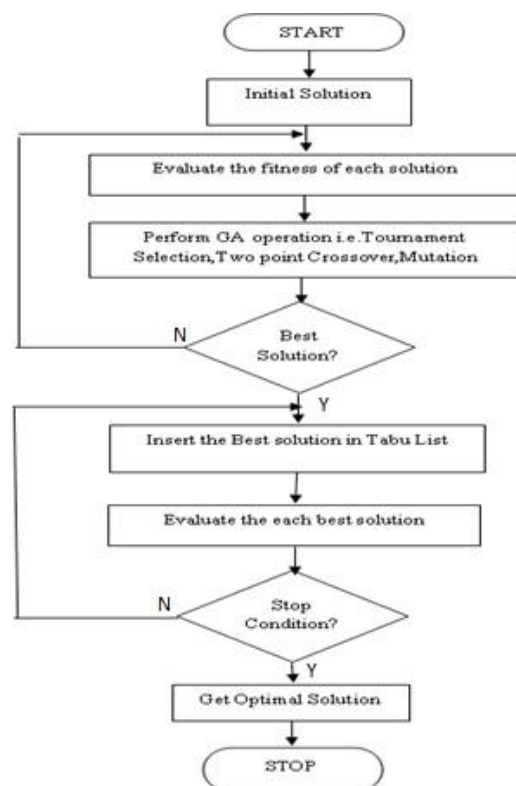 START
Initial Solution
Evaluate the fitness of each solution
Perform GA operation i.e.Tournament
Selection,Two point Crossover,Mutation
Best
Solution?
N
Y
Insert the Best solution in Tabu List
Evaluate the each best solution
Stop
Condition?
N
Y
Get Optimal Solution
STOP